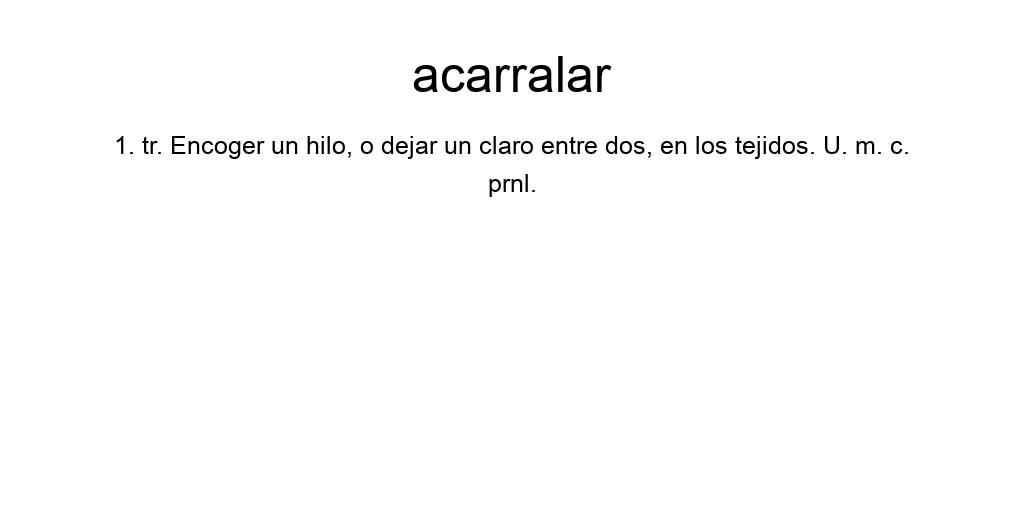 acarralar
1. tr. Encoger un hilo, o dejar un claro entre dos, en los tejidos. U. m. c.
prnl.